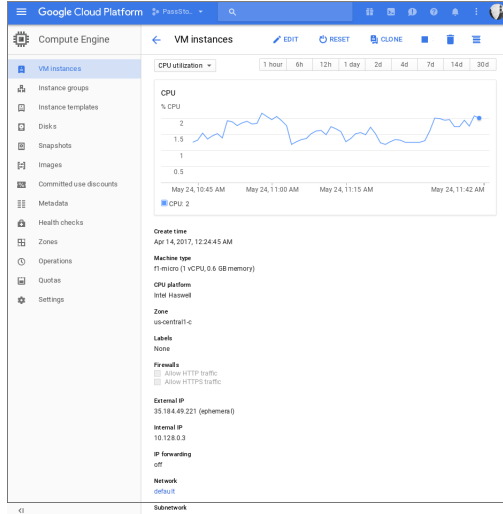 Google Cloud Platform
PassSto..
Compute Engine
VM instances
EDIT
RESET
CLONE
VM instances
Instance groups
Instance templates
Disks
Snapshots
Images
Committed use discounts
Metadata
Health checks
Zones
Operations
Quotas
Settings
CPU utilization
1 hour 6h 12h 1 day 2d 4d 7d 14d 30d
CPU
% CPU
2
1.5
1
0.5
May 24, 10:45 AM May 24, 11:00 AM May 24, 11:15 AM May 24, 11:42 AM
CPU: 2
Create time
Apr 14, 2017, 12:24:45 AM
Machine type
f1-micro (1 vCPU, 0.6 GB memory)
CPU platform
Intel Haswell
Zone
us-central1-c
Labels
None
Firewalls
Allow HTTP traffic
Allow HTTPS traffic
External IP
35.184.49.221 (ephemeral)
Internal IP
10.128.0.3
IP forwarding
off
Network
default
Subnetwork